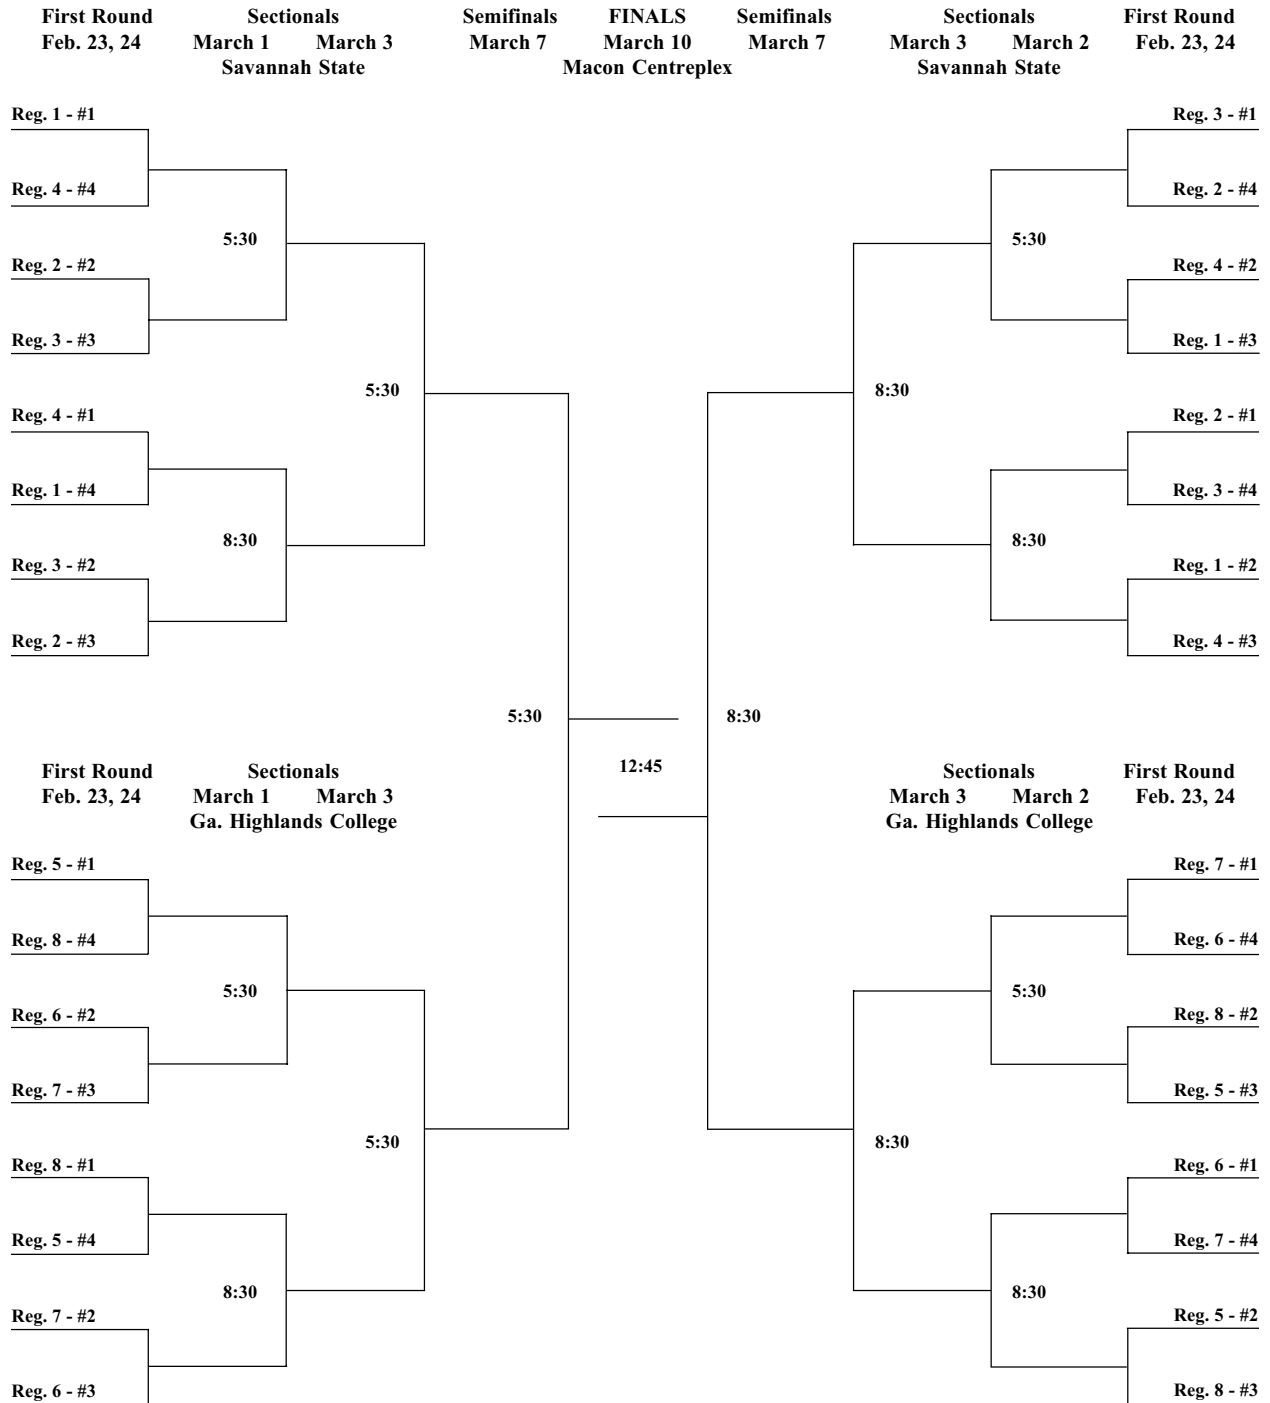 First Round Sectionals Semifinals FINALS Semifinals Sectionals First Round
Feb. 23, 24 March 1 March 3 March 7 March 10 March 7 March 3 March 2 Feb. 23, 24
Savannah State Macon Centreplex Savannah State
Reg. 1 - #1 Reg. 3 - #1
Reg. 4 - #4 Reg. 2 - #4
5:30 5:30
Reg. 2 - #2 Reg. 4 - #2
Reg. 3 - #3 Reg. 1 - #3
5:30 8:30
Reg. 4 - #1 Reg. 2 - #1
Reg. 1 - #4 Reg. 3 - #4
8:30 8:30
Reg. 3 - #2 Reg. 1 - #2
Reg. 2 - #3 Reg. 4 - #3
5:30 8:30
12:45
First Round Sectionals Sectionals First Round
Feb. 23, 24 March 1 March 3 March 3 March 2 Feb. 23, 24
Ga. Highlands College Ga. Highlands College
Reg. 5 - #1 Reg. 7 - #1
Reg. 8 - #4 Reg. 6 - #4
5:30 5:30
Reg. 6 - #2 Reg. 8 - #2
Reg. 7 - #3 Reg. 5 - #3
5:30 8:30
Reg. 8 - #1 Reg. 6 - #1
Reg. 5 - #4 Reg. 7 - #4
8:30 8:30
Reg. 7 - #2 Reg. 5 - #2
Reg. 6 - #3 Reg. 8 - #3